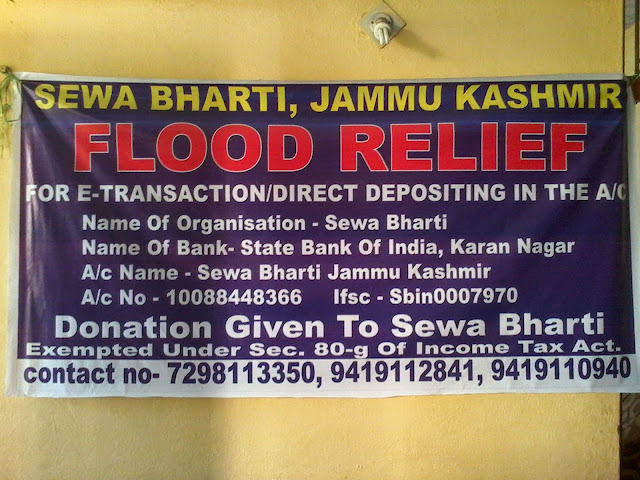 SEWA BHARTI, JAMMU KASHMIR
FLOOD RELIEF
FOR E-TRANSACTION/DIRECT DEPOSITING IN THE A/C
Name Of Organisation - Sewa Bharti
Name Of Bank- State Bank Of India, Karan Nagar
A/c Name - Sewa Bharti Jammu Kashmir
A/c No - 10088448366 Ifsc - Sbin0007970
Donation Given To Sewa Bharti
Exempted Under Sec. 80-g Of Income Tax Act.
contact no- 7298113350, 9419112841, 9419110940